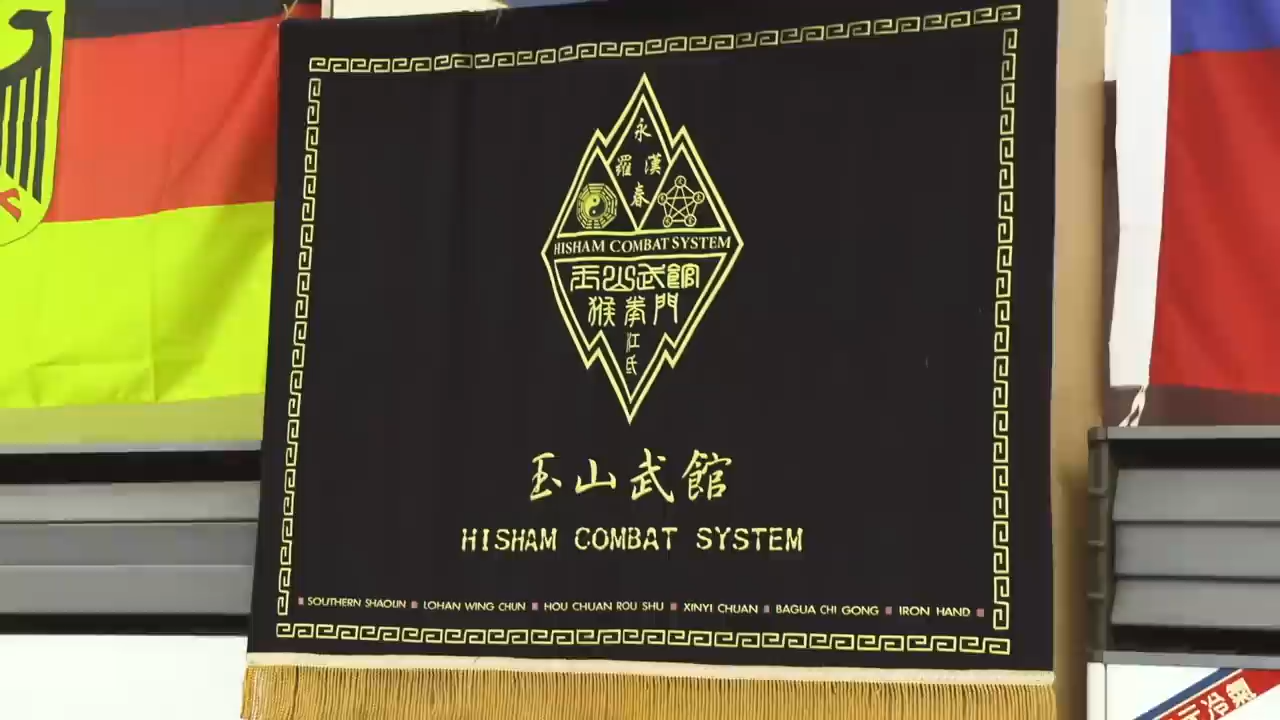 永
羅 漢
春
HISHAM COMBAT SYSTEM
玉山武館
猴拳門
江
氏
玉山武館
HISHAM COMBAT SYSTEM
SOUTHERN SHAOLIN ■ LOHAN WING CHUN ■ HOU CHUAN ROU SHU ■ XINYI CHUAN ■ BAGUA CHI GONG ■ IRON HAND
冷氣